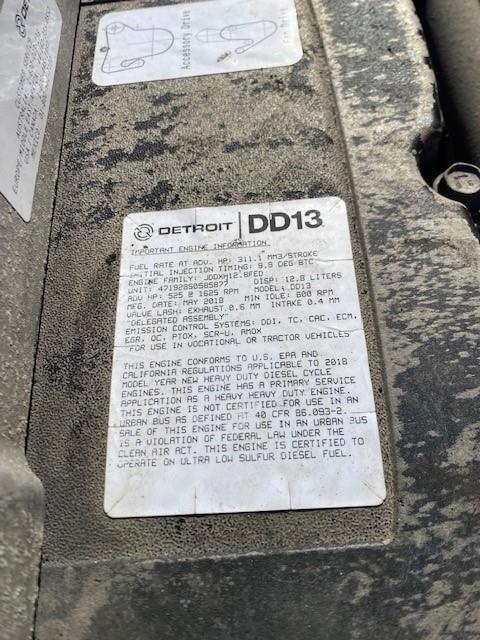 Accessory Drive
DETROIT DD13
IMPORTANT ENGINE INFORMATION
FUEL RATE AT ADV. HP: 311.1 MM3/STROKE
INITIAL INJECTION TIMING: 9.9 DEG BTC
ENGINE FAMILY: JDDXH12.8FED DISP: 12.8 LITERS
UNIT: 471928S0585877 MODEL: DD13
ADV HP: 525 @ 1625 RPM
MFG. DATE: MAY 2018 MIN IDLE: 600 RPM
VALVE LASH: EXHAUST 0.6 MM INTAKE 0.4 MM
"DELEGATED ASSEMBLY"
EMISSION CONTROL SYSTEMS: DDI, TC, CAC, ECM,
EGR, OC, PTOX, SCR-U, AMOX
FOR USE IN VOCATIONAL OR TRACTOR VEHICLES
THIS ENGINE CONFORMS TO U.S. EPA AND
CALIFORNIA REGULATIONS APPLICABLE TO 2018
MODEL YEAR NEW HEAVY DUTY DIESEL CYCLE
ENGINES. THIS ENGINE HAS A PRIMARY SERVICE
APPLICATION AS A HEAVY HEAVY DUTY ENGINE.
THIS ENGINE IS NOT CERTIFIED FOR USE IN AN
URBAN BUS AS DEFINED AT 40 CFR 86.093-2.
SALE OF THIS ENGINE FOR USE IN AN URBAN BUS
IS A VIOLATION OF FEDERAL LAW UNDER THE
CLEAN AIR ACT. THIS ENGINE IS CERTIFIED TO
OPERATE ON ULTRA LOW SULFUR DIESEL FUEL.